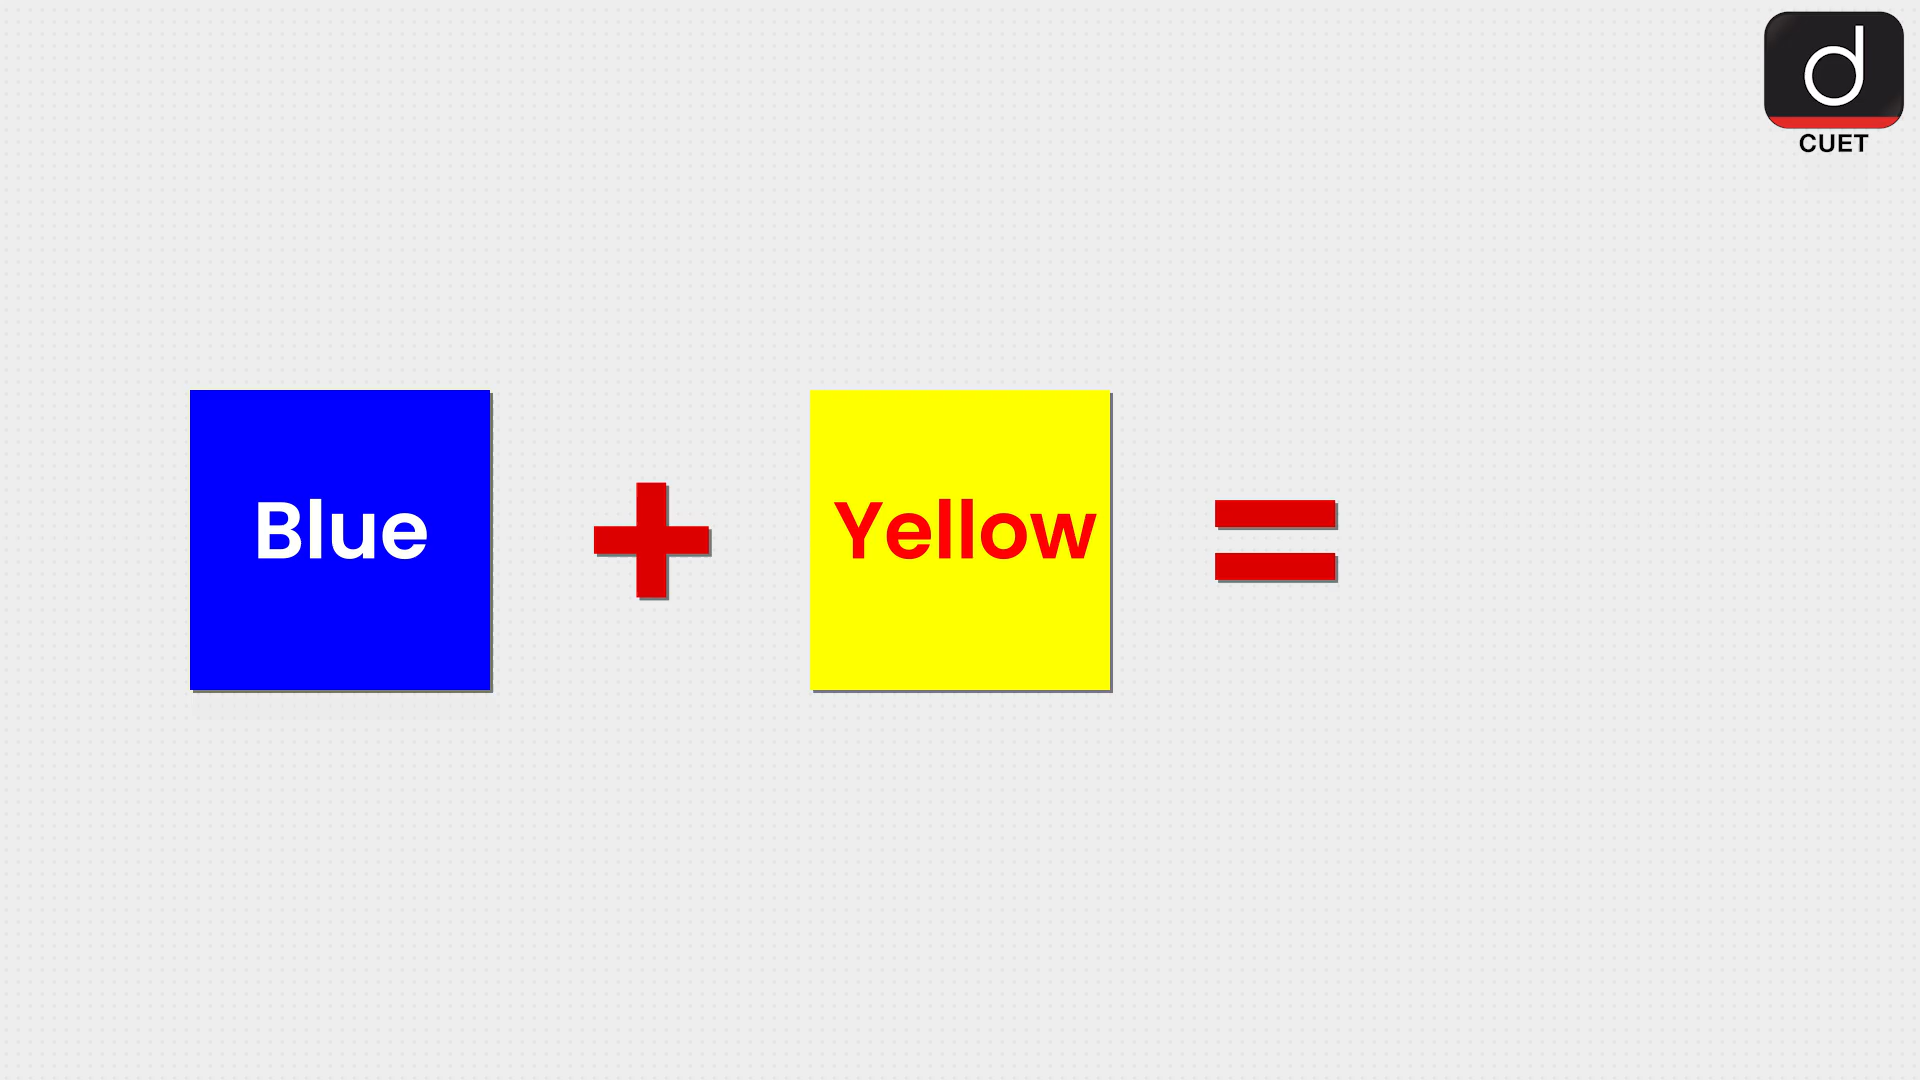 d
CUET
Blue + Yellow =